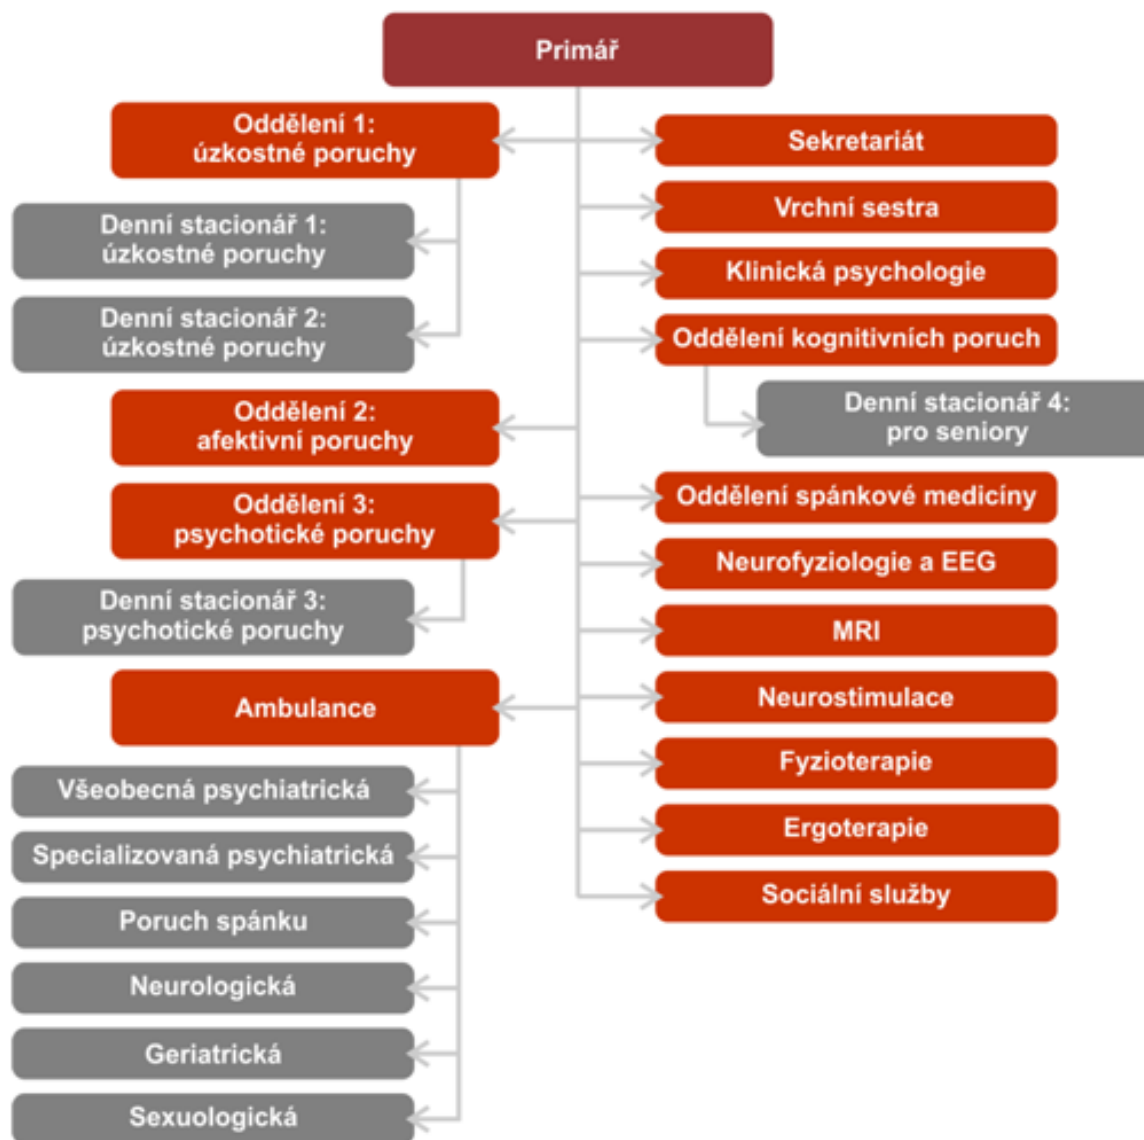 Primář
Oddělení 1:
úzkostné poruchy
Denní stacionář 1:
úzkostné poruchy
Denní stacionář 2:
úzkostné poruchy
Oddělení 2:
afektivní poruchy
Oddělení 3:
psychotické poruchy
Denní stacionář 3:
psychotické poruchy
Ambulance
Všeobecná psychiatrická
Specializovaná psychiatrická
Poruch spánku
Neurologická
Geriatrická
Sexuologická
Sekretariát
Vrchní sestra
Klinická psychologie
Oddělení kognitivních poruch
Denní stacionář 4:
pro seniory
Oddělení spánkové medicíny
Neurofyziologie a EEG
MRI
Neurostimulace
Fyzioterapie
Ergoterapie
Sociální služby